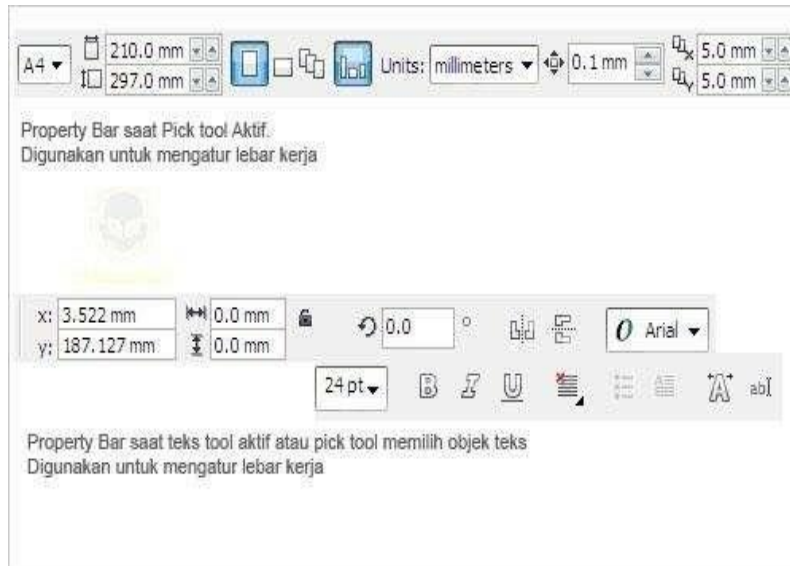 A4 210.0 mm Units: millimeters 0.1 mm 5.0 mm
297.0 mm 5.0 mm
Property Bar saat Pick tool Aktif.
Digunakan untuk mengatur lebar kerja
x: 3.522 mm 0.0 mm 0.0 ° O Arial
y: 187.127 mm 0.0 mm
24 pt B I U A abI
Property Bar saat teks tool aktif atau pick tool memilih objek teks
Digunakan untuk mengatur lebar kerja